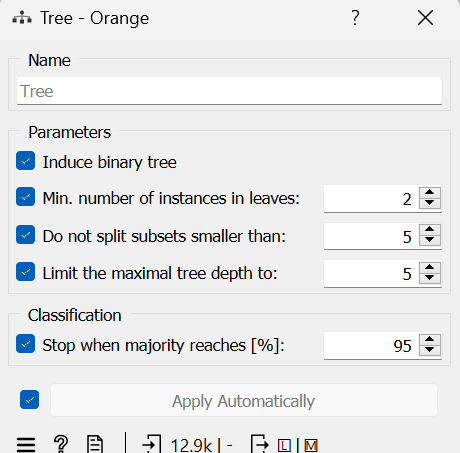 Tree - Orange ?
Name
Tree
Parameters
Induce binary tree
Min. number of instances in leaves: 2
Do not split subsets smaller than: 5
Limit the maximal tree depth to: 5
Classification
Stop when majority reaches [%]: 95
Apply Automatically
? 12.9k | - L | M